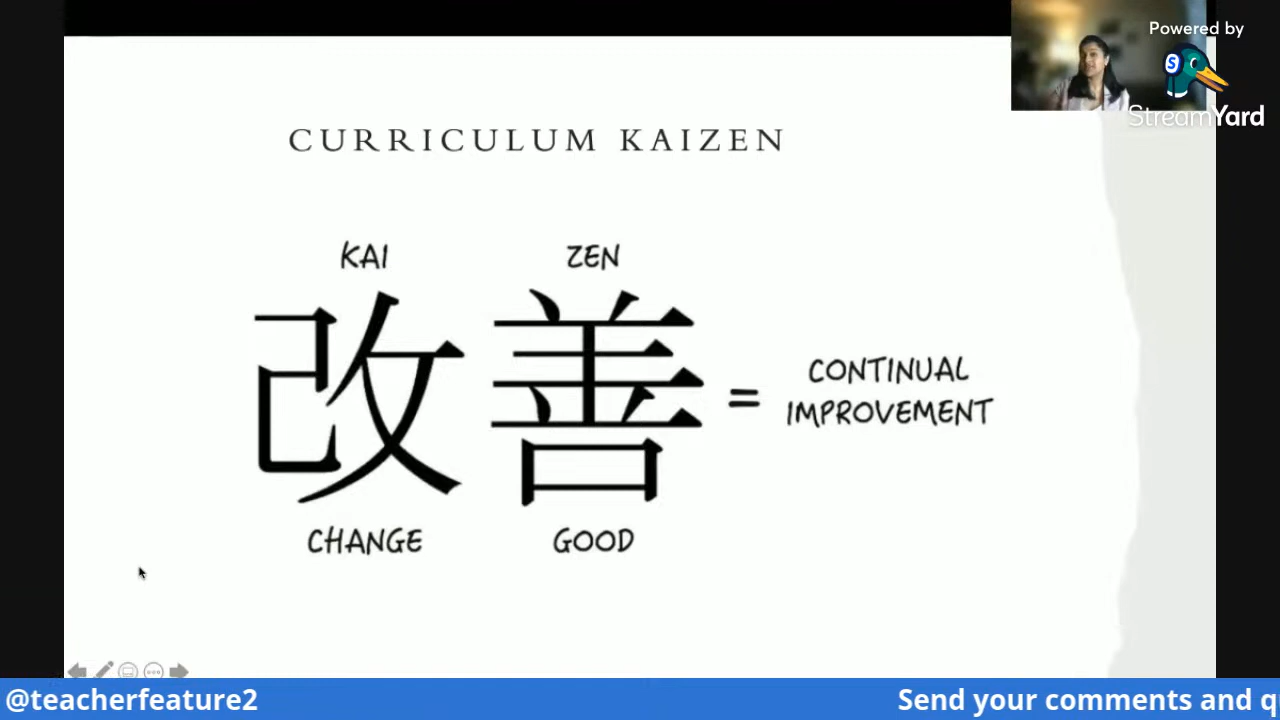 Powered by
StreamYard
CURRICULUM KAIZEN
KAI ZEN
改善
=
CONTINUAL
IMPROVEMENT
CHANGE GOOD
@teacherfeature2
Send your comments and q